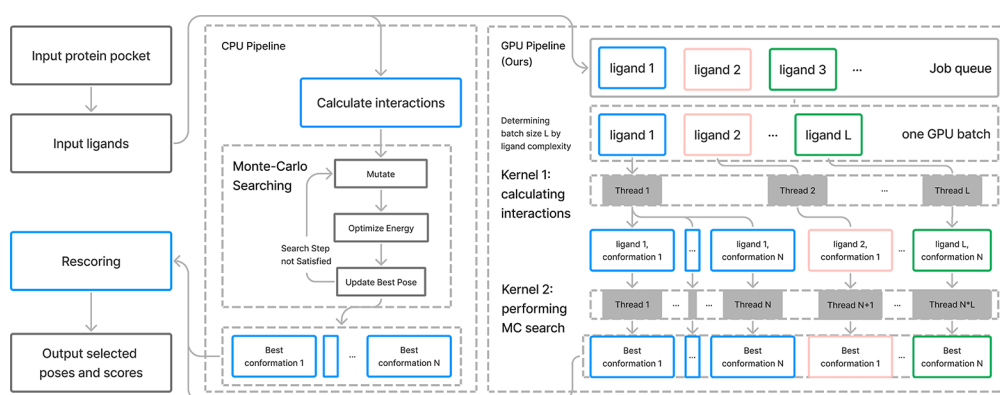 Input protein pocket
Input ligands
Rescoring
Output selected
poses and scores
CPU Pipeline
Calculate interactions
Monte-Carlo
Searching
Mutate
Optimize Energy
Search Step
not Satisfied
Update Best Pose
Best
conformation 1
...
Best
conformation N
GPU Pipeline
(Ours)
ligand 1
ligand 2
ligand 3
...
Job queue
Determining
batch size L by
ligand complexity
ligand 1
ligand 2
...
ligand L
one GPU batch
Kernel 1:
calculating
interactions
Thread 1
Thread 2
...
Thread L
ligand 1,
conformation 1
...
ligand 1,
conformation N
ligand 2,
conformation 1
...
ligand L,
conformation N
Kernel 2:
performing
MC search
Thread 1
...
...
Thread N
Thread N+1
...
Thread N*L
Best
conformation 1
...
Best
conformation N
Best
conformation 1
...
Best
conformation N